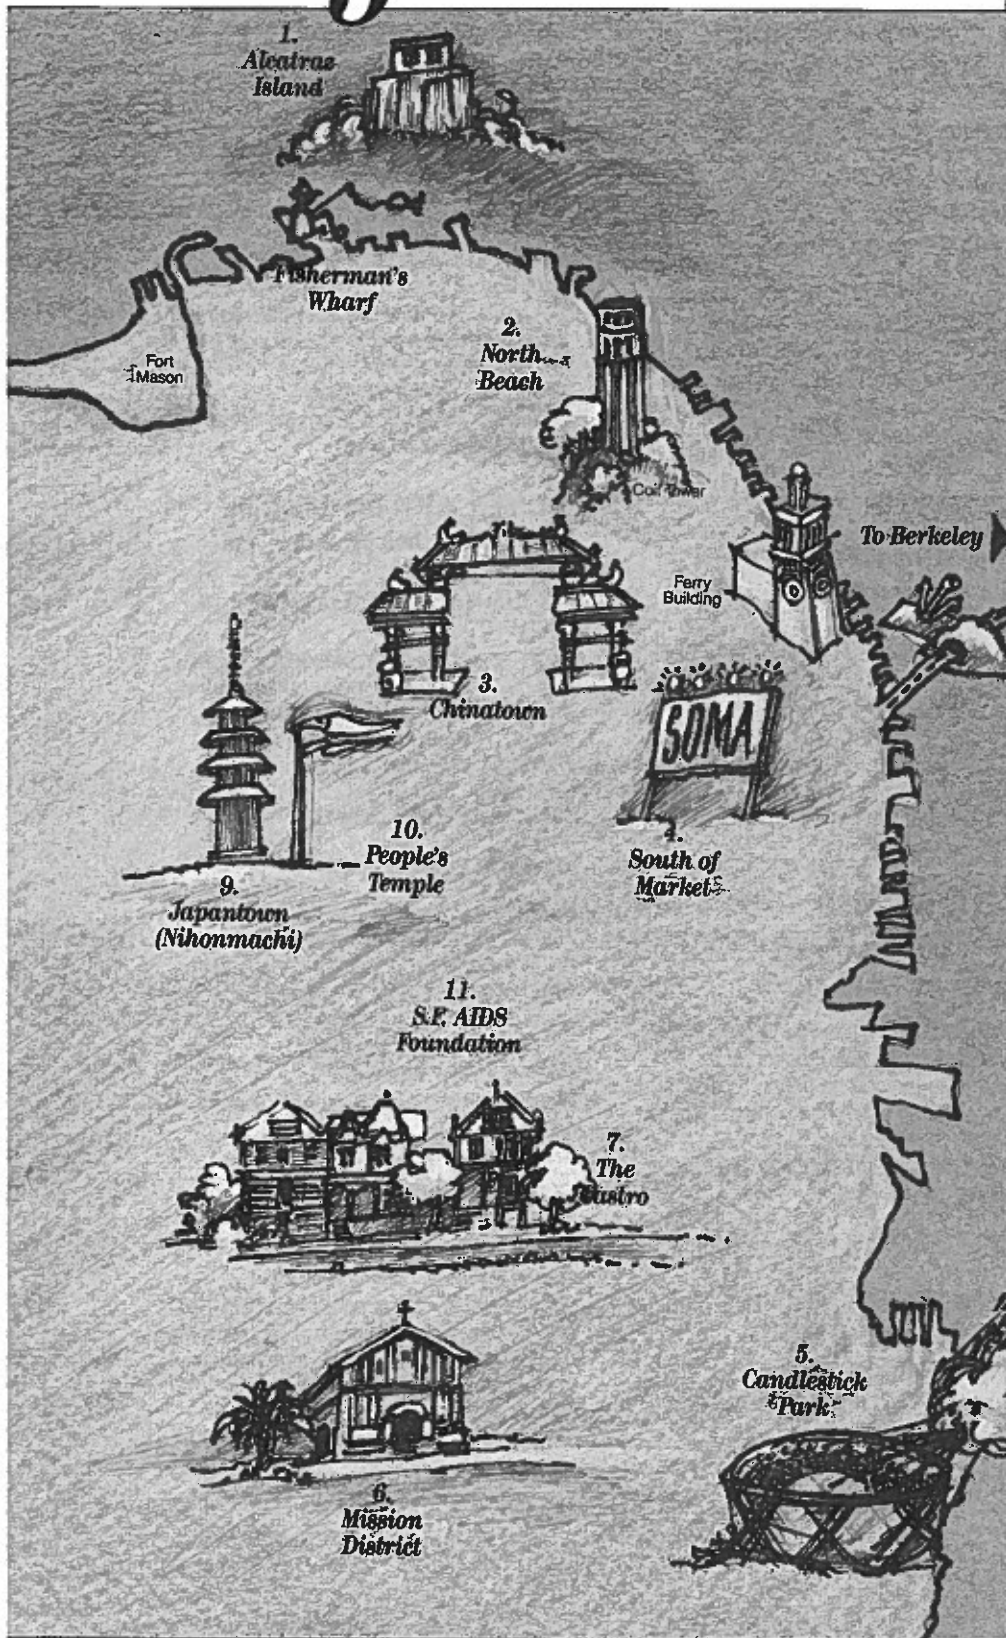 1.
Alcatraz
Island
Fisherman's
Wharf
Fort
Mason
2.
North
Beach
Coit Tower
To Berkeley
Ferry
Building
3.
Chinatown
SOMA
4.
South of
Market
10.
People's
Temple
9.
Japantown
(Nihonmachi)
11.
S.F. AIDS
Foundation
7.
The
Castro
5.
Candlestick
Park
6.
Mission
District